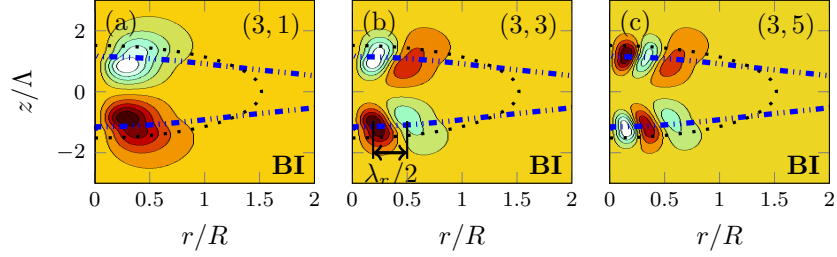 (a) (3, 1) (b) (3, 3) (c) (3, 5)
2
0
−2
z/Λ
λr/2
BI BI BI
0 0.5 1 1.5 2 0 0.5 1 1.5 2 0 0.5 1 1.5 2
r/R r/R r/R